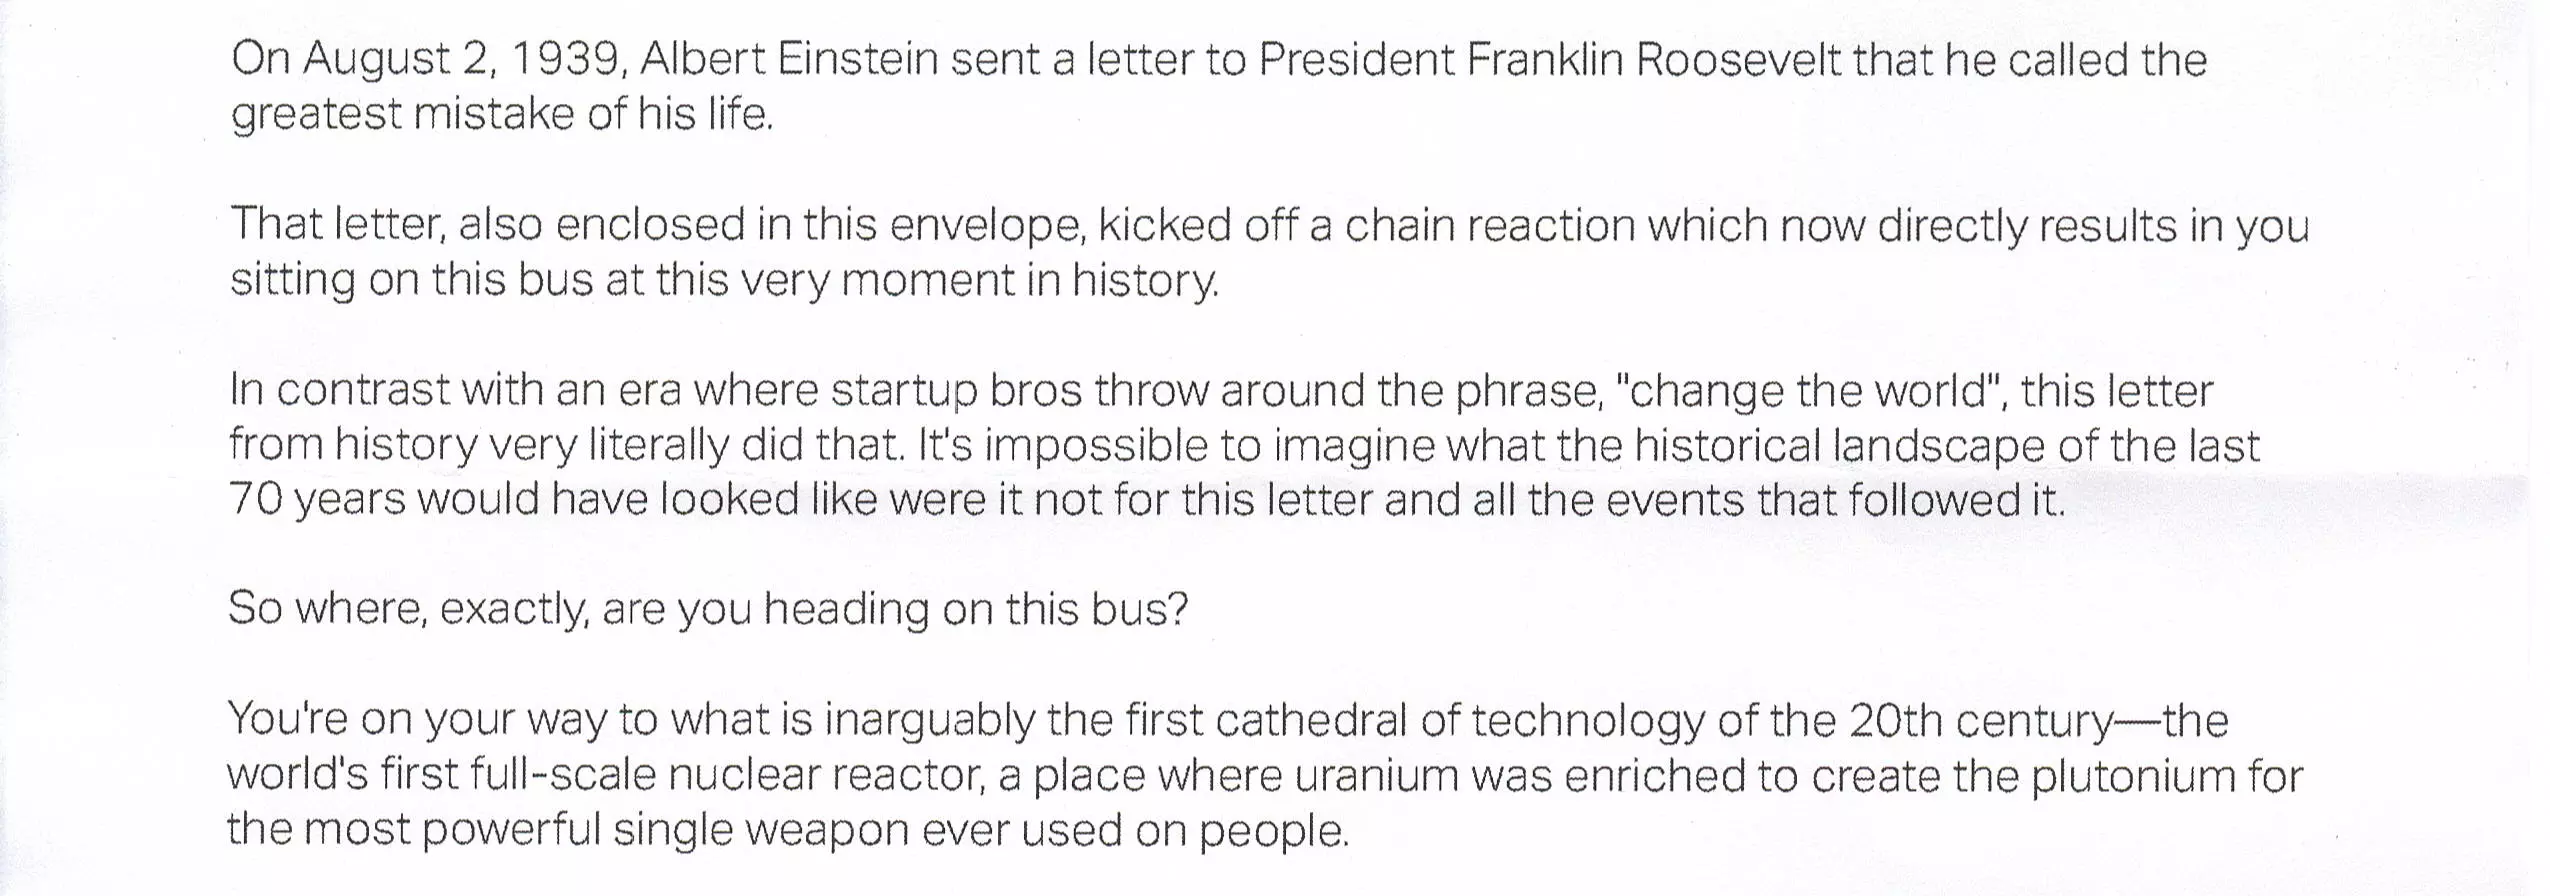 On August 2, 1939, Albert Einstein sent a letter to President Franklin Roosevelt that he called the
greatest mistake of his life.
That letter, also enclosed in this envelope, kicked off a chain reaction which now directly results in you
sitting on this bus at this very moment in history.
In contrast with an era where startup bros throw around the phrase, "change the world", this letter
from history very literally did that. It's impossible to imagine what the historical landscape of the last
70 years would have looked like were it not for this letter and all the events that followed it.
So where, exactly, are you heading on this bus?
You're on your way to what is inarguably the first cathedral of technology of the 20th century—the
world's first full-scale nuclear reactor, a place where uranium was enriched to create the plutonium for
the most powerful single weapon ever used on people.